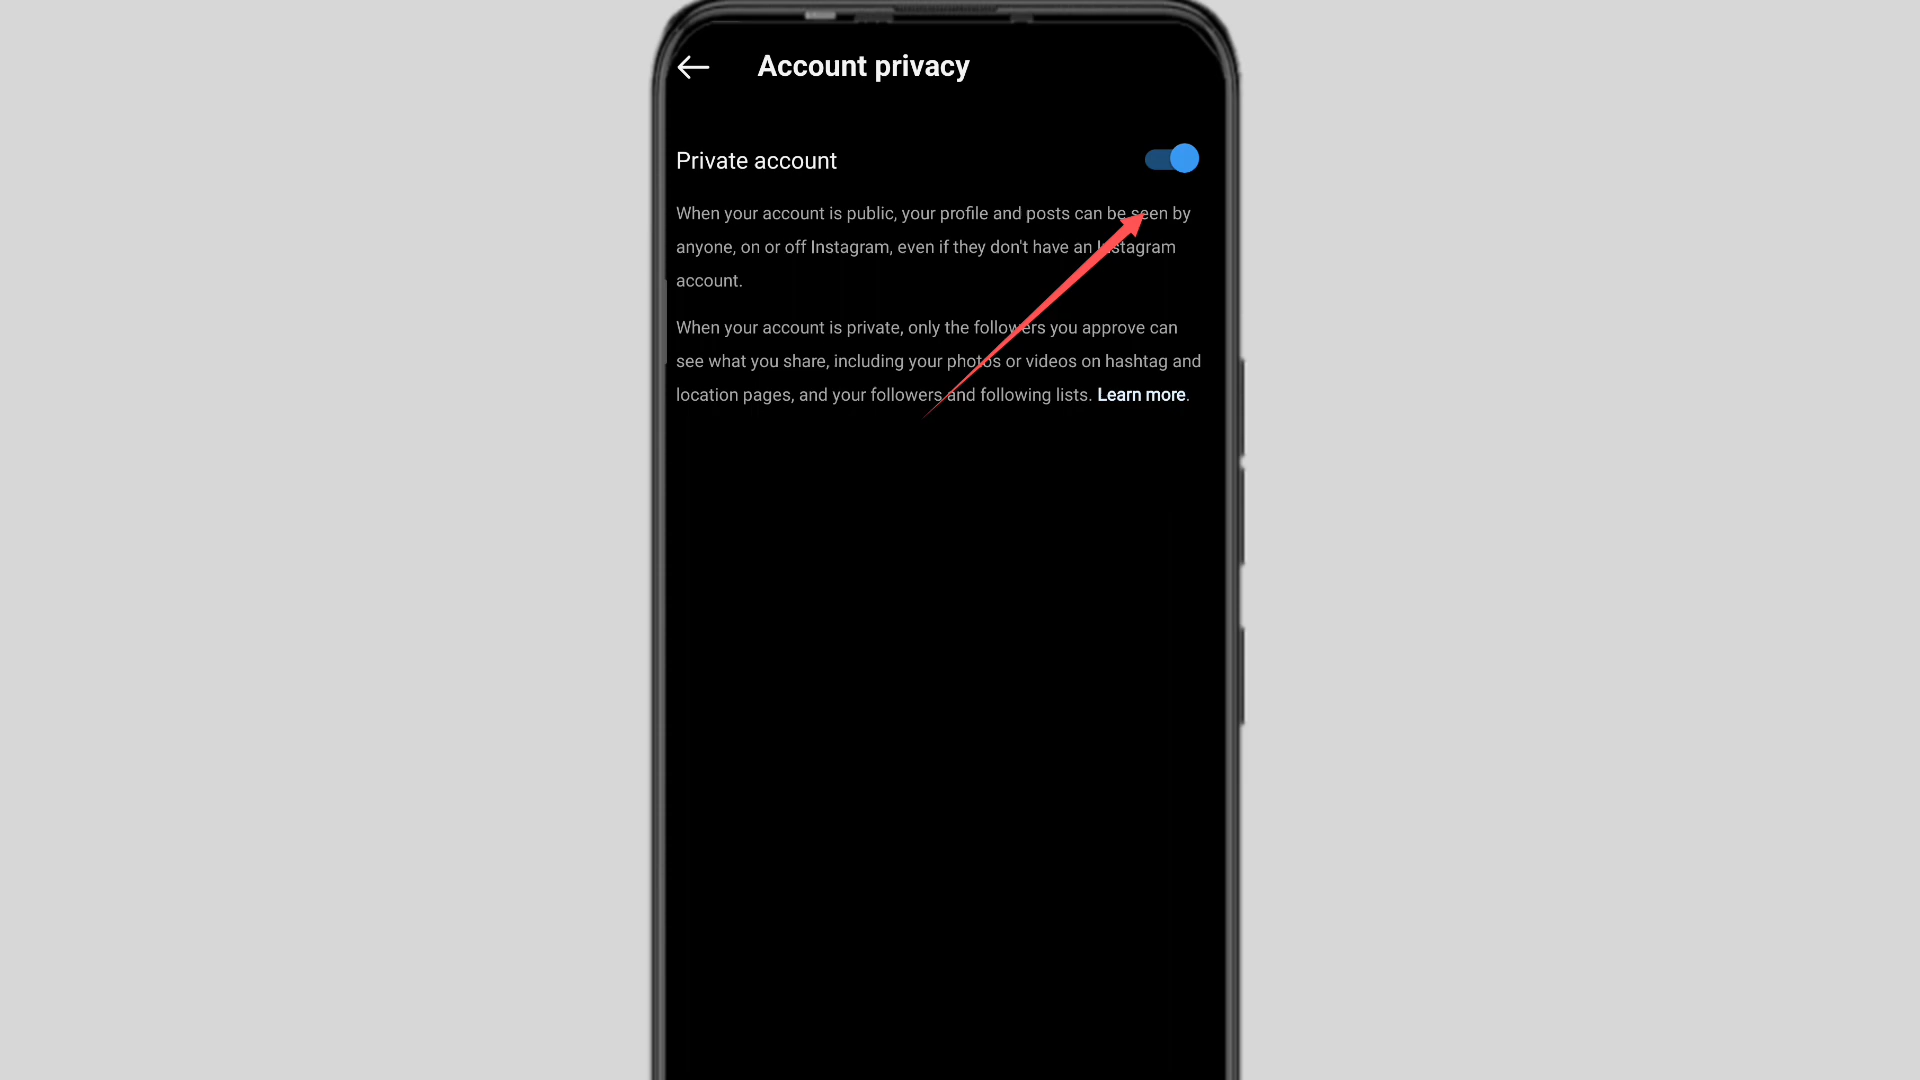 Account privacy
Private account
When your account is public, your profile and posts can be seen by
anyone, on or off Instagram, even if they don't have an Instagram
account.
When your account is private, only the followers you approve can
see what you share, including your photos or videos on hashtag and
location pages, and your followers and following lists. Learn more.